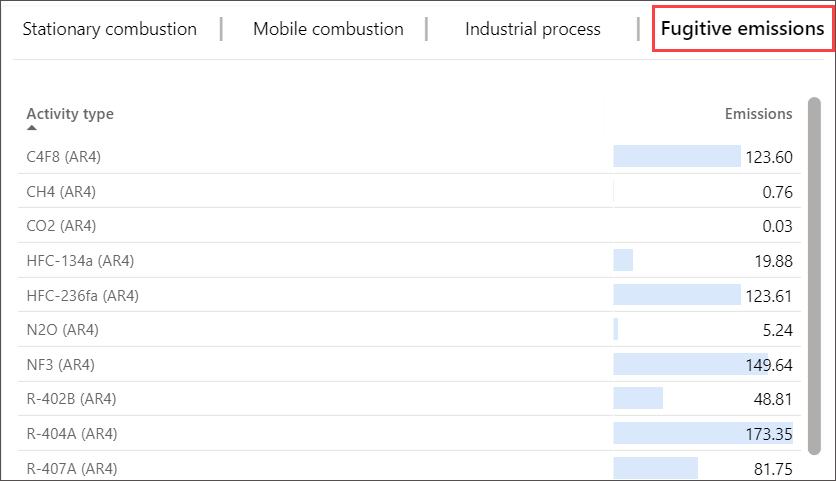 Stationary combustion | Mobile combustion | Industrial process | Fugitive emissions
Activity type Emissions
C4F8 (AR4) 123.60
CH4 (AR4) 0.76
CO2 (AR4) 0.03
HFC-134a (AR4) 19.88
HFC-236fa (AR4) 123.61
N2O (AR4) 5.24
NF3 (AR4) 149.64
R-402B (AR4) 48.81
R-404A (AR4) 173.35
R-407A (AR4) 81.75